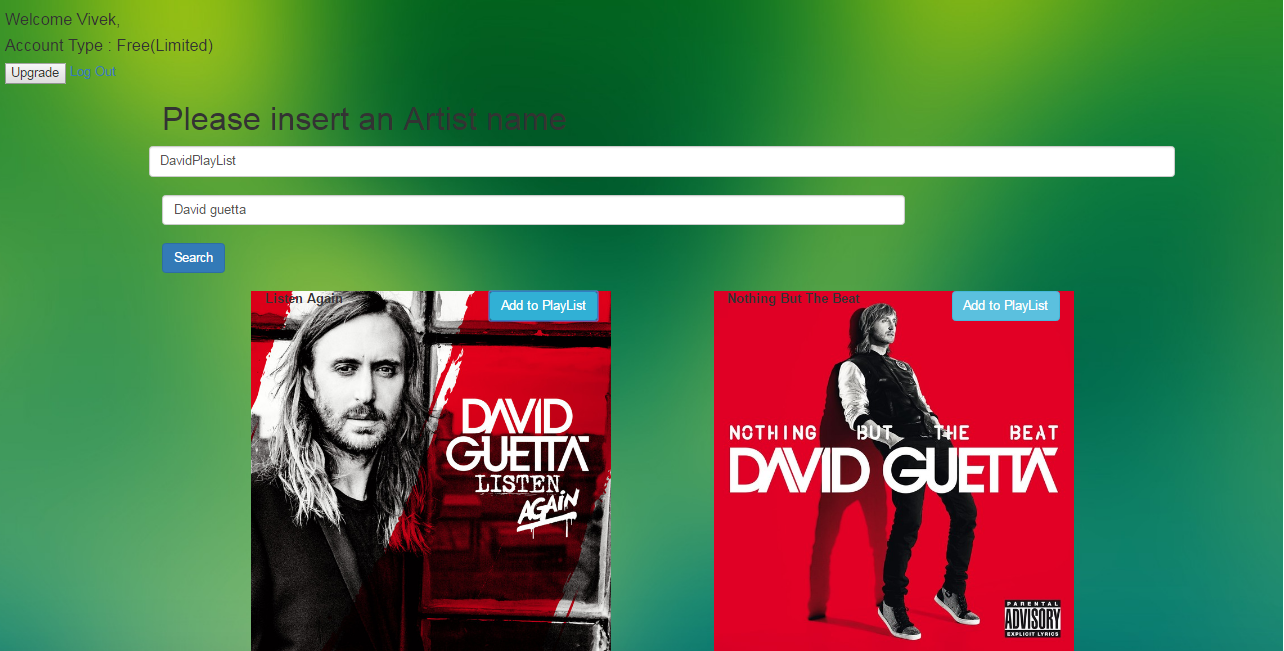 Welcome Vivek,
Account Type : Free(Limited)
Upgrade Log Out
Please insert an Artist name
DavidPlayList
David guetta
Search
Listen Again
Add to PlayList
DAVID
GUETTA
LISTEN
AGAiN
Nothing But The Beat
Add to PlayList
NOTHING BUT THE BEAT
DAVID GUETTA
PARENTAL
ADVISORY
EXPLICIT LYRICS